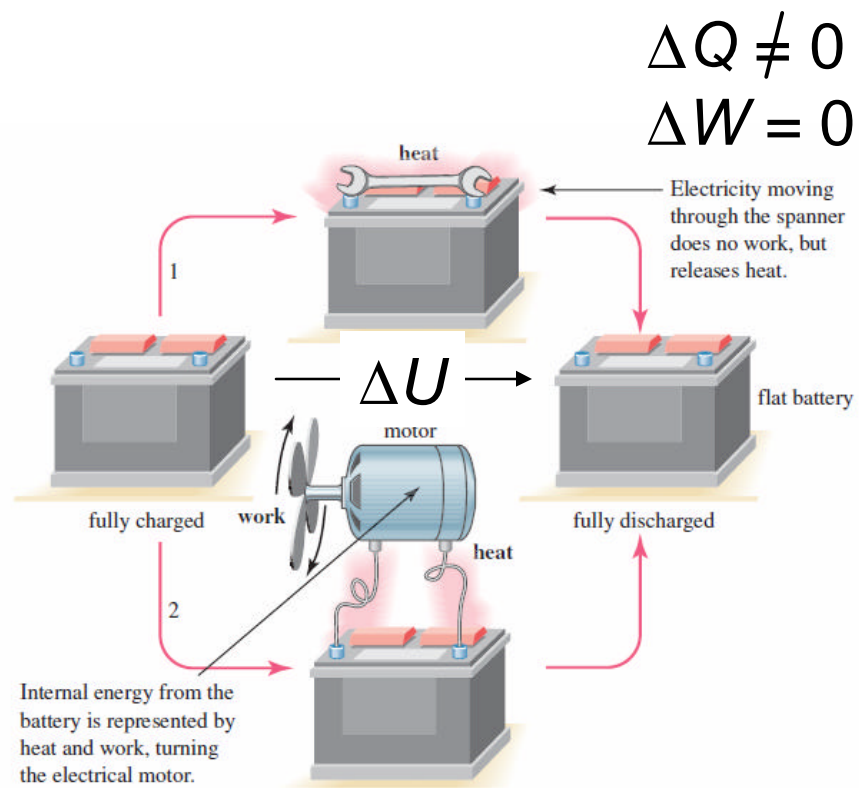 ΔQ ≠ 0
ΔW = 0
heat
Electricity moving
through the spanner
does no work, but
releases heat.
1
ΔU
flat battery
motor
fully charged
work
fully discharged
heat
2
Internal energy from the
battery is represented by
heat and work, turning
the electrical motor.